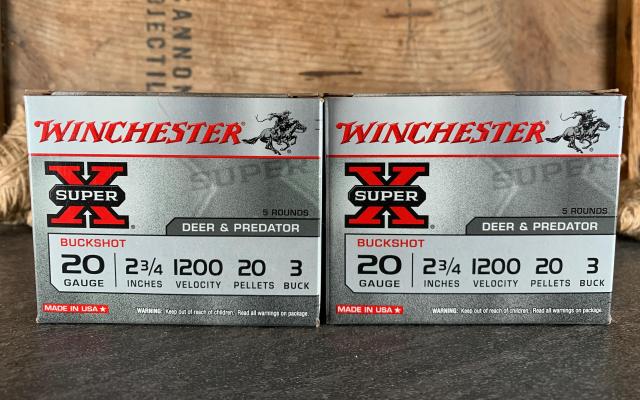 CANNON
WINCHESTER
SUPER X
SUPER
5 ROUNDS
DEER & PREDATOR
BUCKSHOT
20 GAUGE
2 3/4 INCHES
1200 VELOCITY
20 PELLETS
3 BUCK
MADE IN USA
WARNING: Keep out of reach of children. Read all warnings on package.
WINCHESTER
SUPER X
SUPER
5 ROUNDS
DEER & PREDATOR
BUCKSHOT
20 GAUGE
2 3/4 INCHES
1200 VELOCITY
20 PELLETS
3 BUCK
MADE IN USA
WARNING: Keep out of reach of children. Read all warnings on package.